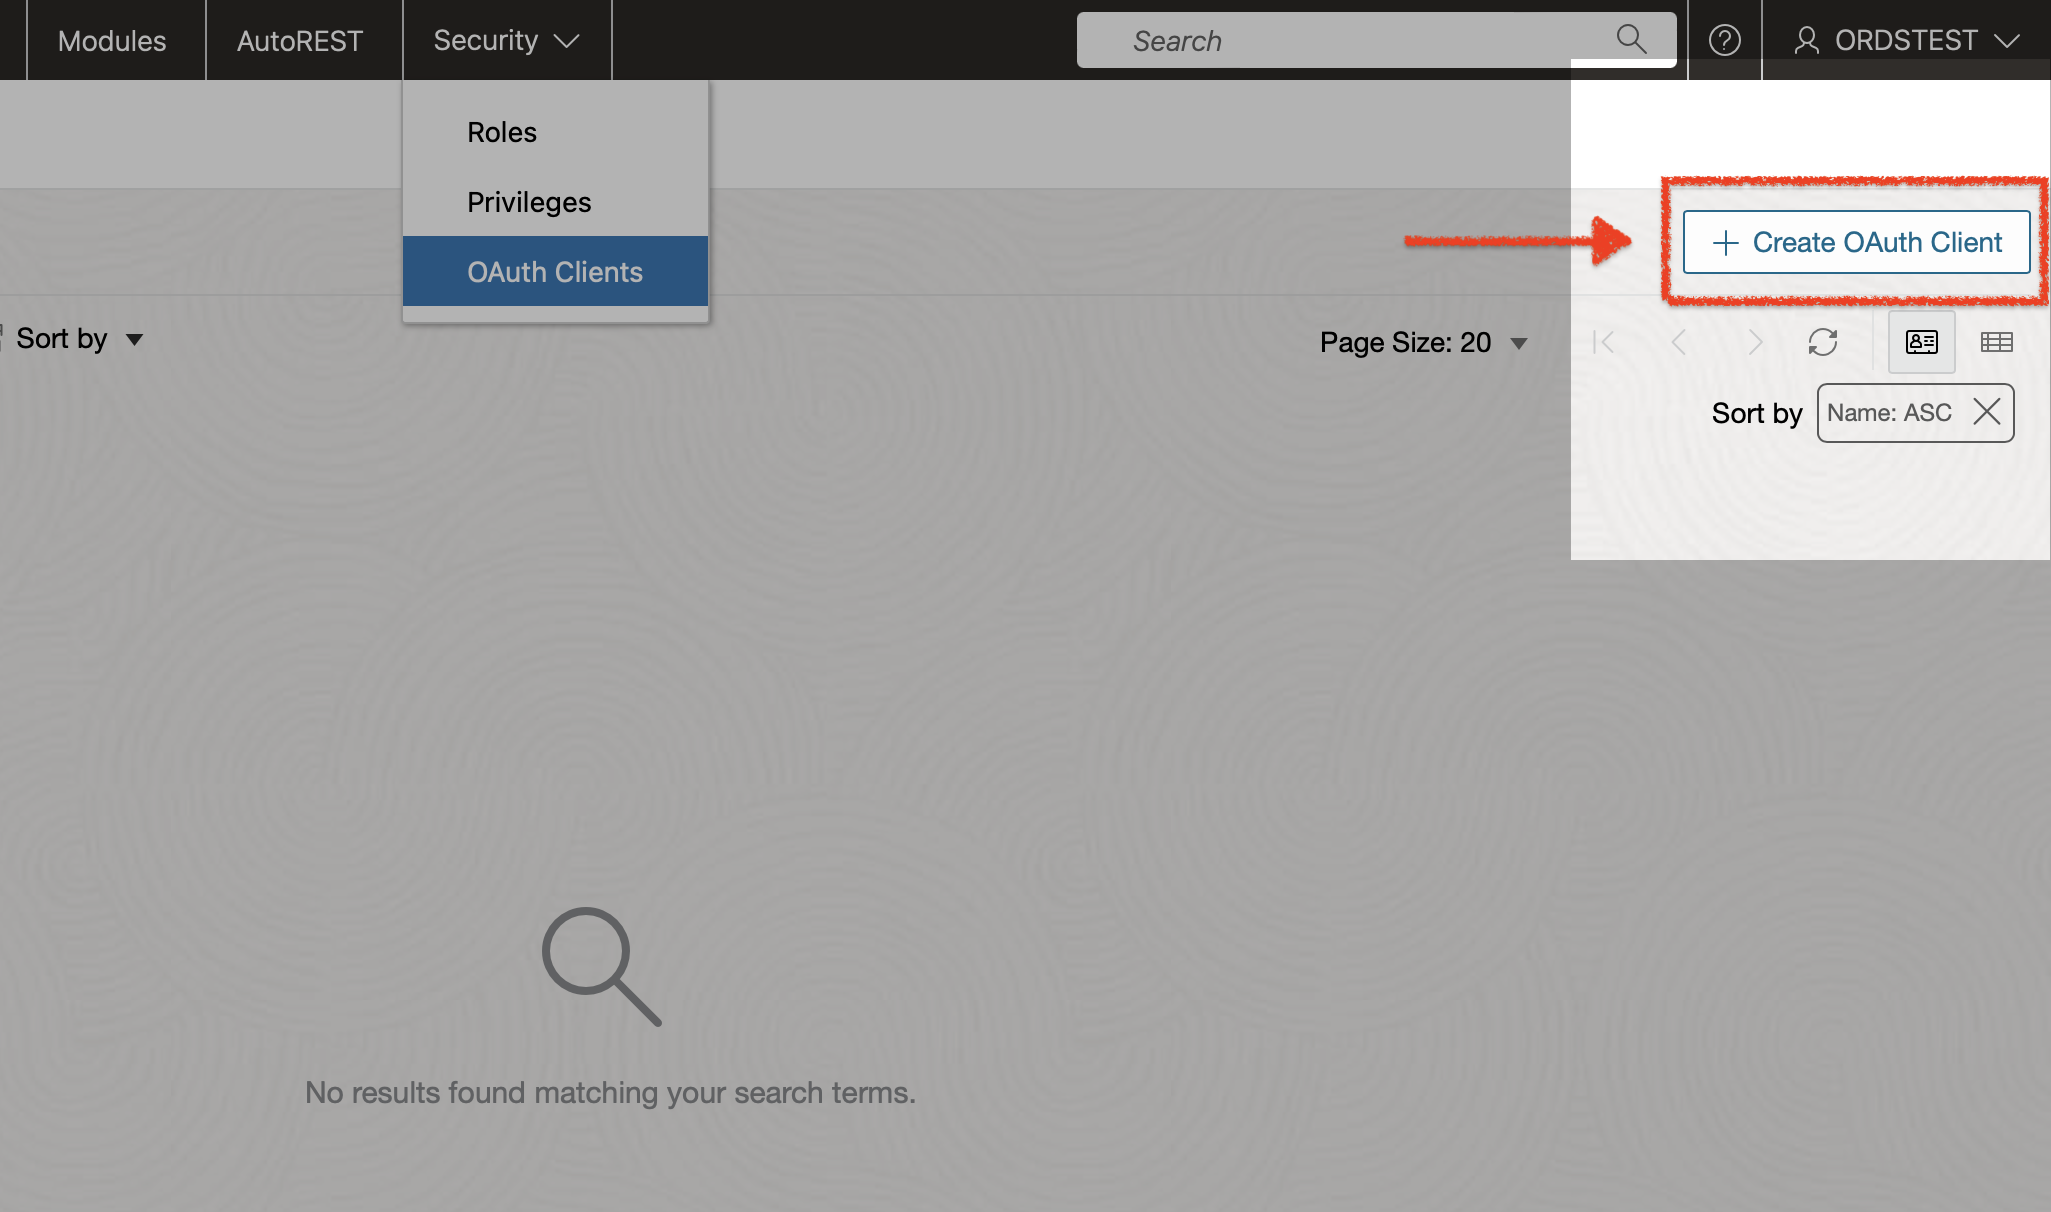 Modules
AutoREST
Security
Search
ORDSTEST
Roles
Privileges
OAuth Clients
+ Create OAuth Client
Sort by
Page Size: 20
Sort by
Name: ASC
No results found matching your search terms.